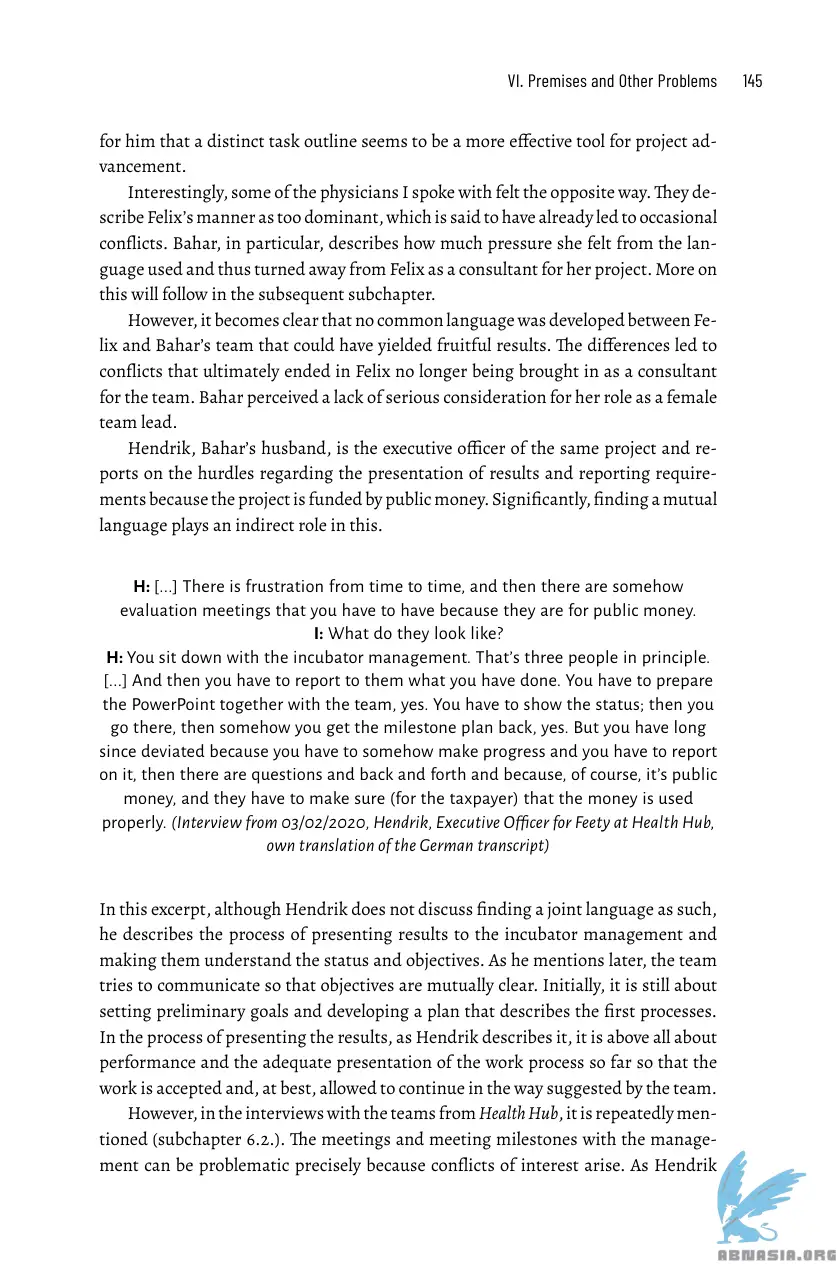 VI. Premises and Other Problems 145
for him that a distinct task outline seems to be a more effective tool for project ad-
vancement.
Interestingly, some of the physicians I spoke with felt the opposite way. They de-
scribe Felix’s manner as too dominant, which is said to have already led to occasional
conflicts. Bahar, in particular, describes how much pressure she felt from the lan-
guage used and thus turned away from Felix as a consultant for her project. More on
this will follow in the subsequent subchapter.
However, it becomes clear that no common language was developed between Fe-
lix and Bahar’s team that could have yielded fruitful results. The differences led to
conflicts that ultimately ended in Felix no longer being brought in as a consultant
for the team. Bahar perceived a lack of serious consideration for her role as a female
team lead.
Hendrik, Bahar’s husband, is the executive officer of the same project and re-
ports on the hurdles regarding the presentation of results and reporting require-
ments because the project is funded by public money. Significantly, finding a mutual
language plays an indirect role in this.
H: [...] There is frustration from time to time, and then there are somehow
evaluation meetings that you have to have because they are for public money.
I: What do they look like?
H: You sit down with the incubator management. That’s three people in principle.
[...] And then you have to report to them what you have done. You have to prepare
the PowerPoint together with the team, yes. You have to show the status; then you
go there, then somehow you get the milestone plan back, yes. But you have long
since deviated because you have to somehow make progress and you have to report
on it, then there are questions and back and forth and because, of course, it’s public
money, and they have to make sure (for the taxpayer) that the money is used
properly. (Interview from 03/02/2020, Hendrik, Executive Officer for Feety at Health Hub,
own translation of the German transcript)
In this excerpt, although Hendrik does not discuss finding a joint language as such,
he describes the process of presenting results to the incubator management and
making them understand the status and objectives. As he mentions later, the team
tries to communicate so that objectives are mutually clear. Initially, it is still about
setting preliminary goals and developing a plan that describes the first processes.
In the process of presenting the results, as Hendrik describes it, it is above all about
performance and the adequate presentation of the work process so far so that the
work is accepted and, at best, allowed to continue in the way suggested by the team.
However, in the interviews with the teams from Health Hub, it is repeatedly men-
tioned (subchapter 6.2.). The meetings and meeting milestones with the manage-
ment can be problematic precisely because conflicts of interest arise. As Hendrik
ABNASIA.ORG